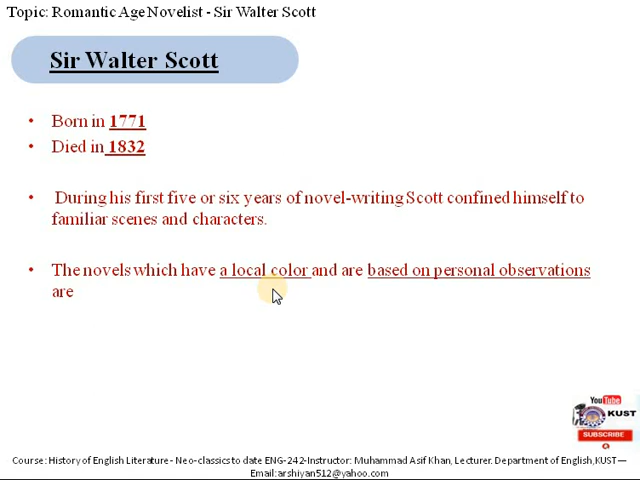 Topic: Romantic Age Novelist - Sir Walter Scott
Sir Walter Scott
• Born in 1771
• Died in 1832
• During his first five or six years of novel-writing Scott confined himself to
familiar scenes and characters.
• The novels which have a local color and are based on personal observations
are
YouTube
KUST
SUBSCRIBE
Course: History of English Literature - Neo-classics to date ENG-242-Instructor: Muhammad Asif Khan, Lecturer. Department of English,KUST—
Email:arshiyan512@yahoo.com